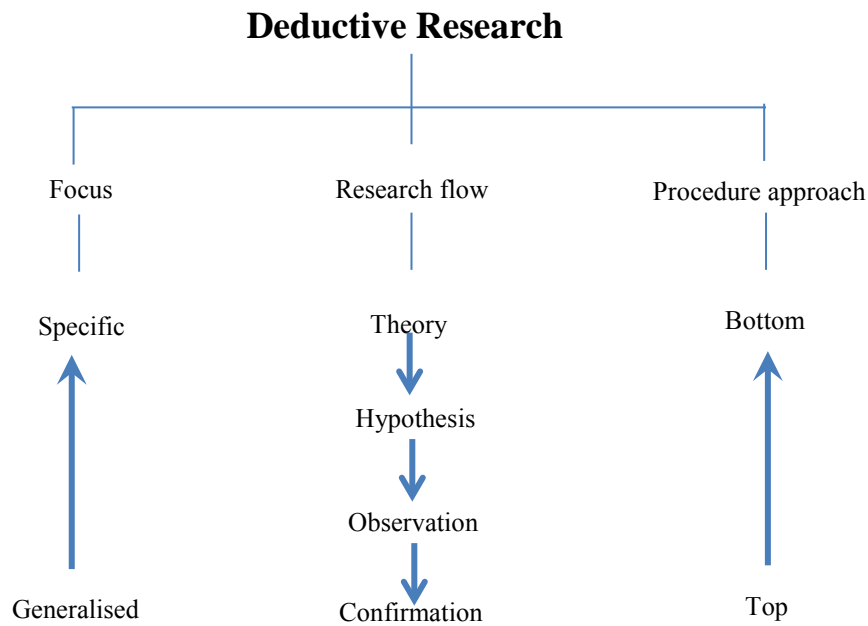 Deductive Research
Focus
Research flow
Procedure approach
Specific
Theory
Bottom
Hypothesis
Observation
Generalised
Confirmation
Top